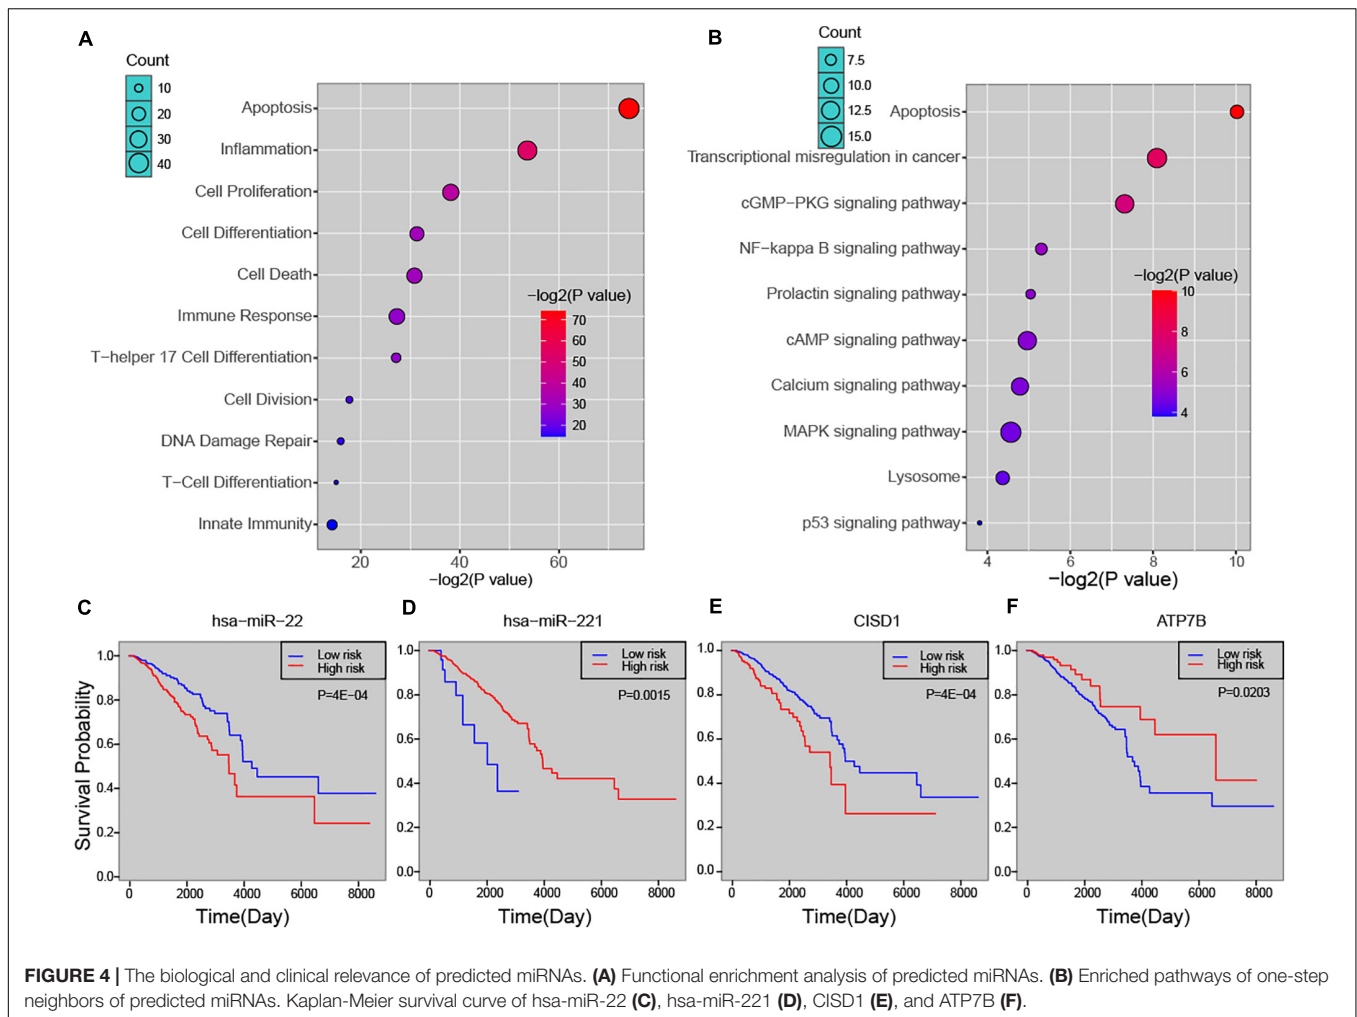 A
Count
10
20
30
40
Apoptosis
Inflammation
Cell Proliferation
Cell Differentiation
Cell Death
Immune Response
T−helper 17 Cell Differentiation
Cell Division
DNA Damage Repair
T−Cell Differentiation
Innate Immunity
−log2(P value)
70
60
50
40
30
20
20 40 60
−log2(P value)
B
Count
7.5
10.0
12.5
15.0
Apoptosis
Transcriptional misregulation in cancer
cGMP−PKG signaling pathway
NF−kappa B signaling pathway
Prolactin signaling pathway
cAMP signaling pathway
Calcium signaling pathway
MAPK signaling pathway
Lysosome
p53 signaling pathway
−log2(P value)
10
8
6
4
4 6 8 10
−log2(P value)
C
hsa−miR−22
Low risk
High risk
P=4E−04
Survival Probability
1.0
0.8
0.6
0.4
0.2
0.0
0 2000 4000 6000 8000
Time(Day)
D
hsa−miR−221
Low risk
High risk
P=0.0015
1.0
0.8
0.6
0.4
0.2
0.0
0 2000 4000 6000 8000
Time(Day)
E
CISD1
Low risk
High risk
P=4E−04
1.0
0.8
0.6
0.4
0.2
0.0
0 2000 4000 6000 8000
Time(Day)
F
ATP7B
Low risk
High risk
P=0.0203
1.0
0.8
0.6
0.4
0.2
0.0
0 2000 4000 6000 8000
Time(Day)
FIGURE 4 | The biological and clinical relevance of predicted miRNAs. (A) Functional enrichment analysis of predicted miRNAs. (B) Enriched pathways of one-step
neighbors of predicted miRNAs. Kaplan-Meier survival curve of hsa-miR-22 (C), hsa-miR-221 (D), CISD1 (E), and ATP7B (F).